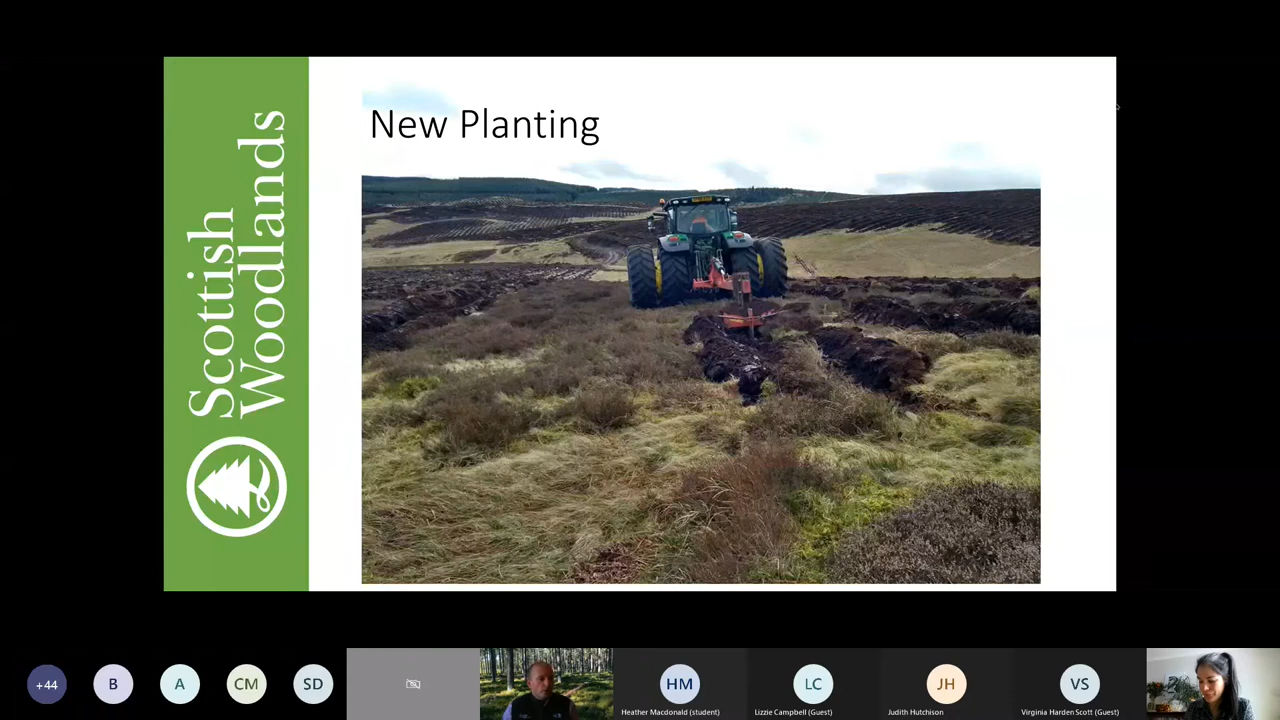 New Planting
Scottish
Woodlands
+44
B
A
CM
SD
HM
Heather Macdonald (student)
LC
Lizzie Campbell (Guest)
JH
Judith Hutchison
VS
Virginia Harden Scott (Guest)